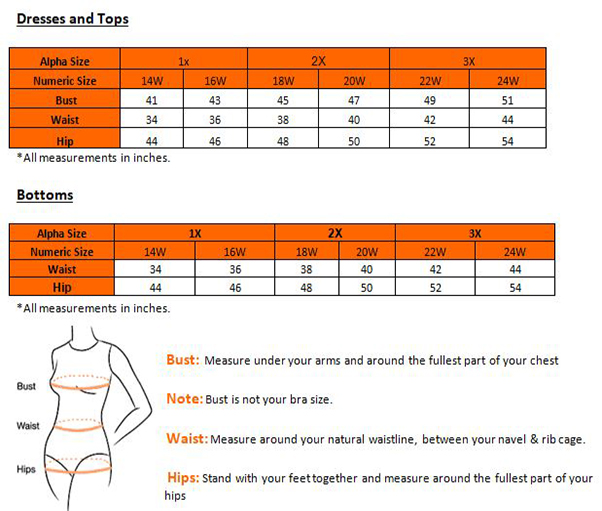 Dresses and Tops
Alpha Size 1x 2X 3X
Numeric Size 14W 16W 18W 20W 22W 24W
Bust 41 43 45 47 49 51
Waist 34 36 38 40 42 44
Hip 44 46 48 50 52 54
*All measurements in inches.
Bottoms
Alpha Size 1X 2X 3X
Numeric Size 14W 16W 18W 20W 22W 24W
Waist 34 36 38 40 42 44
Hip 44 46 48 50 52 54
*All measurements in inches.
Bust
Waist
Hips
Bust: Measure under your arms and around the fullest part of your chest
Note: Bust is not your bra size.
Waist: Measure around your natural waistline, between your navel & rib cage.
Hips: Stand with your feet together and measure around the fullest part of your
hips